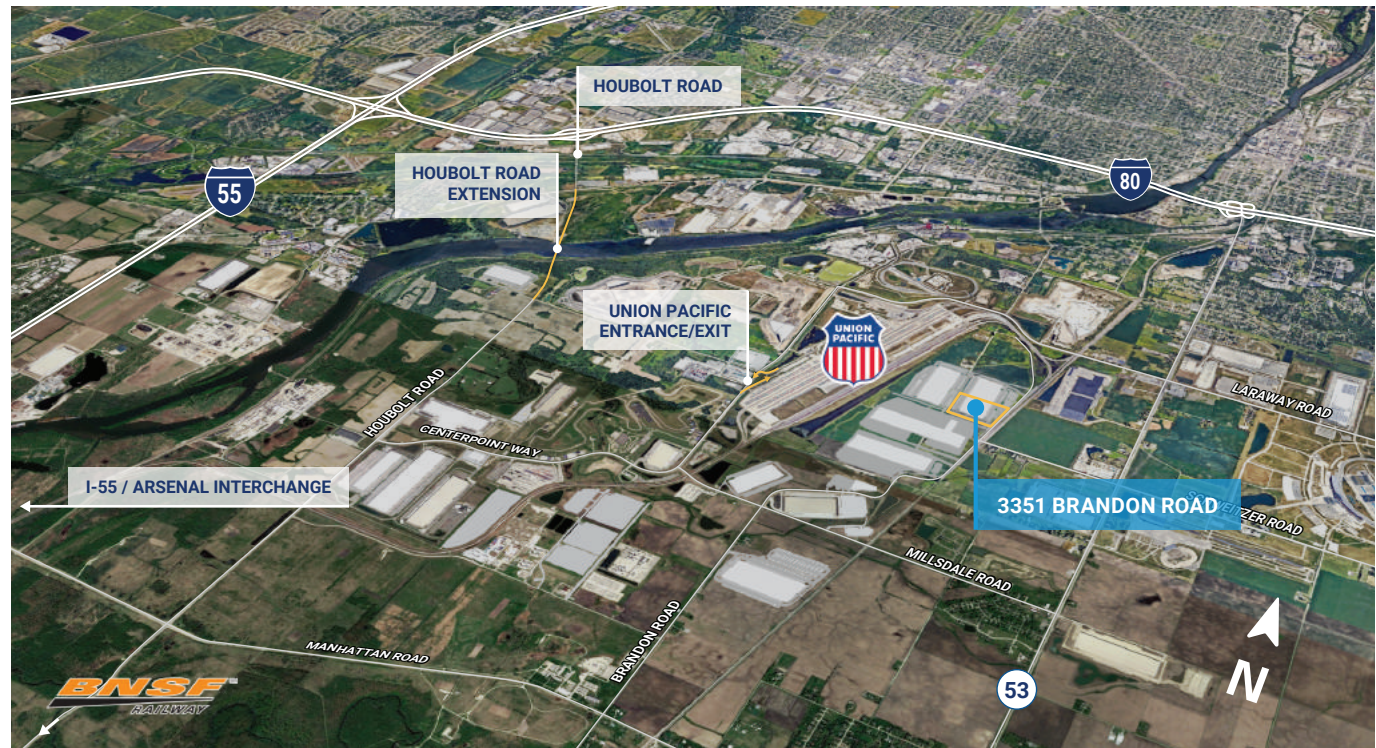 HOUBOLT ROAD
HOUBOLT ROAD
EXTENSION
55
80
UNION PACIFIC
ENTRANCE/EXIT
UNION
PACIFIC
LARAWAY ROAD
HOUBOLT ROAD
CENTERPOINT WAY
I-55 / ARSENAL INTERCHANGE
3351 BRANDON ROAD
SCHWEITZER ROAD
MILLSDALE ROAD
BRANDON ROAD
MANHATTAN ROAD
BNSF
RAILWAY
53
N